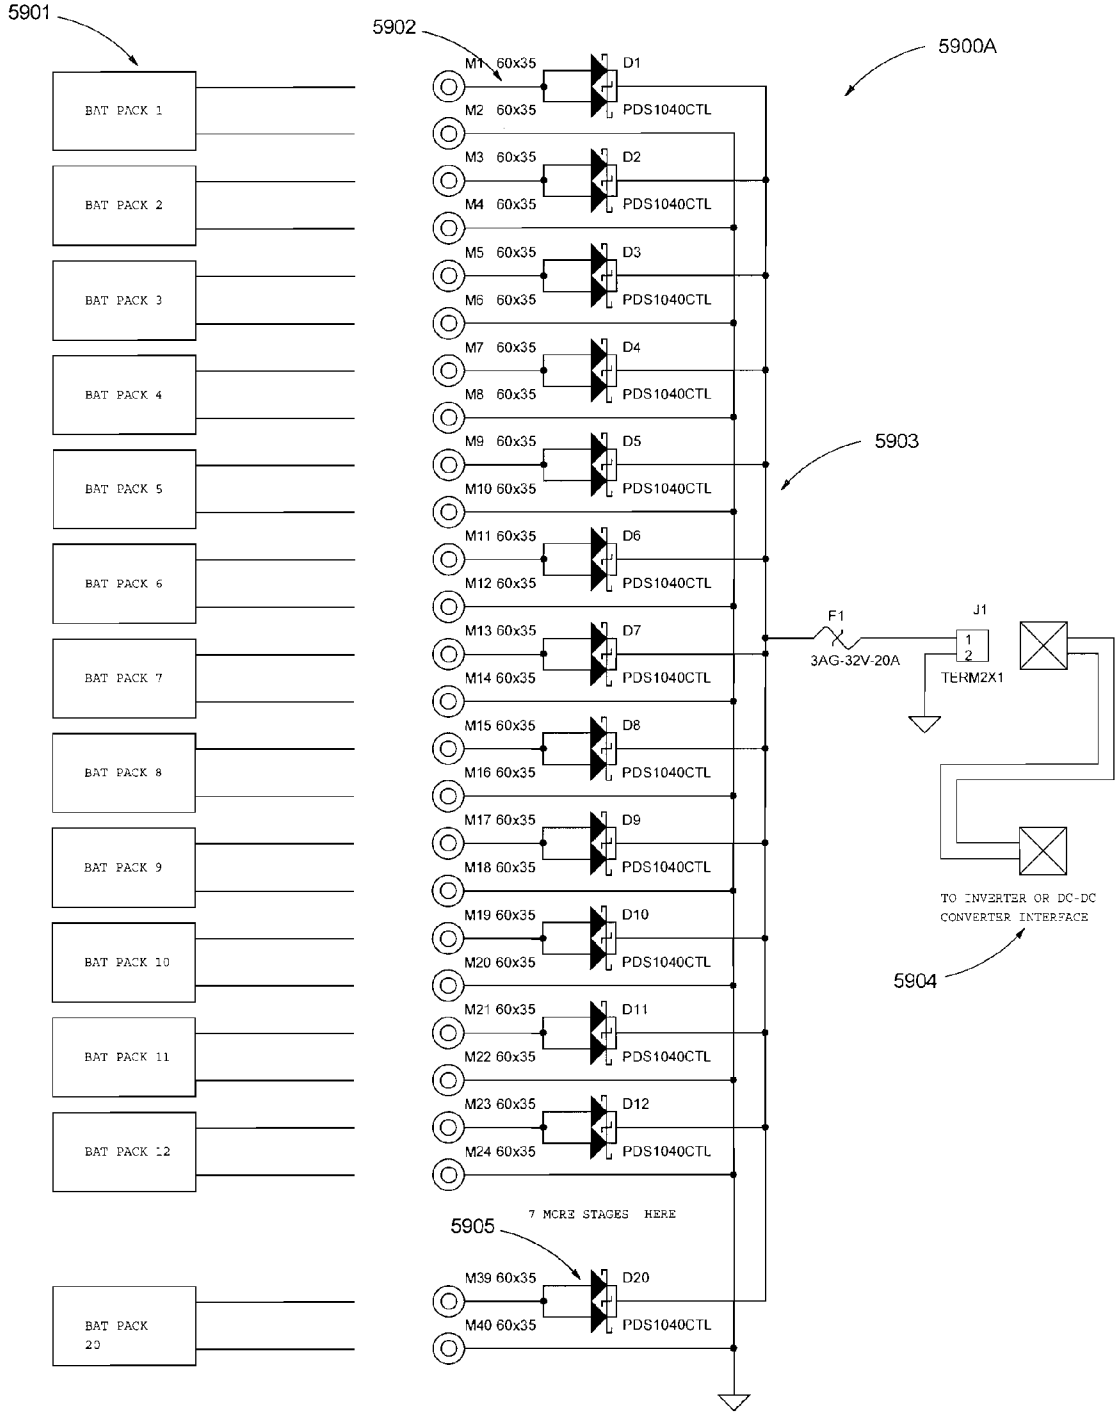 5901
5902
5900A
M1 60x35 D1
BAT PACK 1
M2 60x35 PDS1040CTL
M3 60x35 D2
BAT PACK 2
M4 60x35 PDS1040CTL
M5 60x35 D3
BAT PACK 3
M6 60x35 PDS1040CTL
M7 60x35 D4
BAT PACK 4
M8 60x35 PDS1040CTL
M9 60x35 D5
5903
BAT PACK 5
M10 60x35 PDS1040CTL
M11 60x35 D6
BAT PACK 6
M12 60x35 PDS1040CTL
F1
J1
M13 60x35 D7
1
2
3AG-32V-20A
TERM2X1
BAT PACK 7
M14 60x35 PDS1040CTL
M15 60x35 D8
BAT PACK 8
M16 60x35 PDS1040CTL
M17 60x35 D9
BAT PACK 9
M18 60x35 PDS1040CTL
TO INVERTER OR DC-DC
CONVERTER INTERFACE
5904
M19 60x35 D10
BAT PACK 10
M20 60x35 PDS1040CTL
M21 60x35 D11
BAT PACK 11
M22 60x35 PDS1040CTL
M23 60x35 D12
BAT PACK 12
M24 60x35 PDS1040CTL
7 MORE STAGES HERE
5905
M39 60x35 D20
BAT PACK
20
M40 60x35 PDS1040CTL